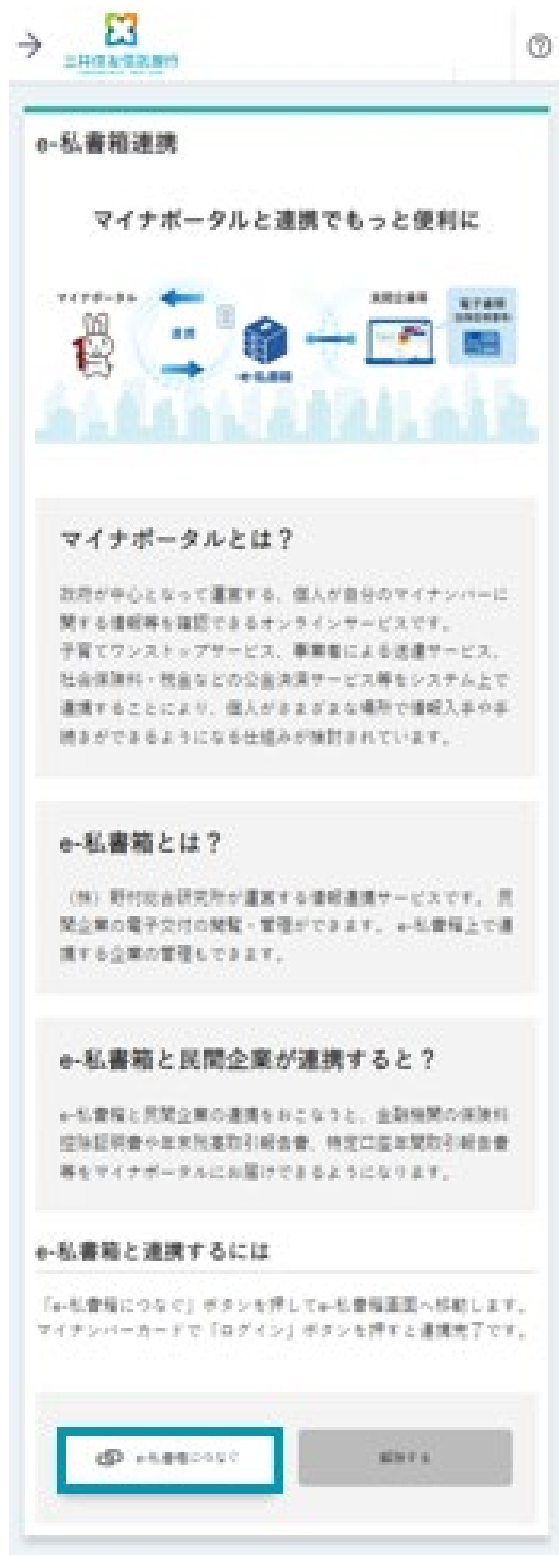 三井住友信託銀行
e-私書箱連携
マイナポータルと連携でもっと便利に
マイナポータル
民間企業等
電子書類
連携
e-私書箱
マイナポータルとは？
政府が中心となって運営する、個人が自分のマイナンバーに
関する情報等を確認できるオンラインサービスです。
子育てワンストップサービス、事業者による送達サービス、
社会保険料・税金などの公金決済サービス等をシステム上で
連携することにより、個人がさまざまな場所で情報入手や手
続きができるようになる仕組みが検討されています。
e-私書箱とは？
（株）野村総合研究所が運営する情報連携サービスです。 民
間企業の電子交付の閲覧・管理ができます。 e-私書箱上で連
携する企業の管理もできます。
e-私書箱と民間企業が連携すると？
e-私書箱と民間企業の連携をおこなうと、金融機関の保険料
控除証明書や年末残高取引報告書、特定口座年間取引報告書
等をマイナポータルにお届けできるようになります。
e-私書箱と連携するには
「e-私書箱につなぐ」ボタンを押してe-私書箱画面へ移動します。
マイナンバーカードで「ログイン」ボタンを押すと連携完了です。
e-私書箱につなぐ
解除する